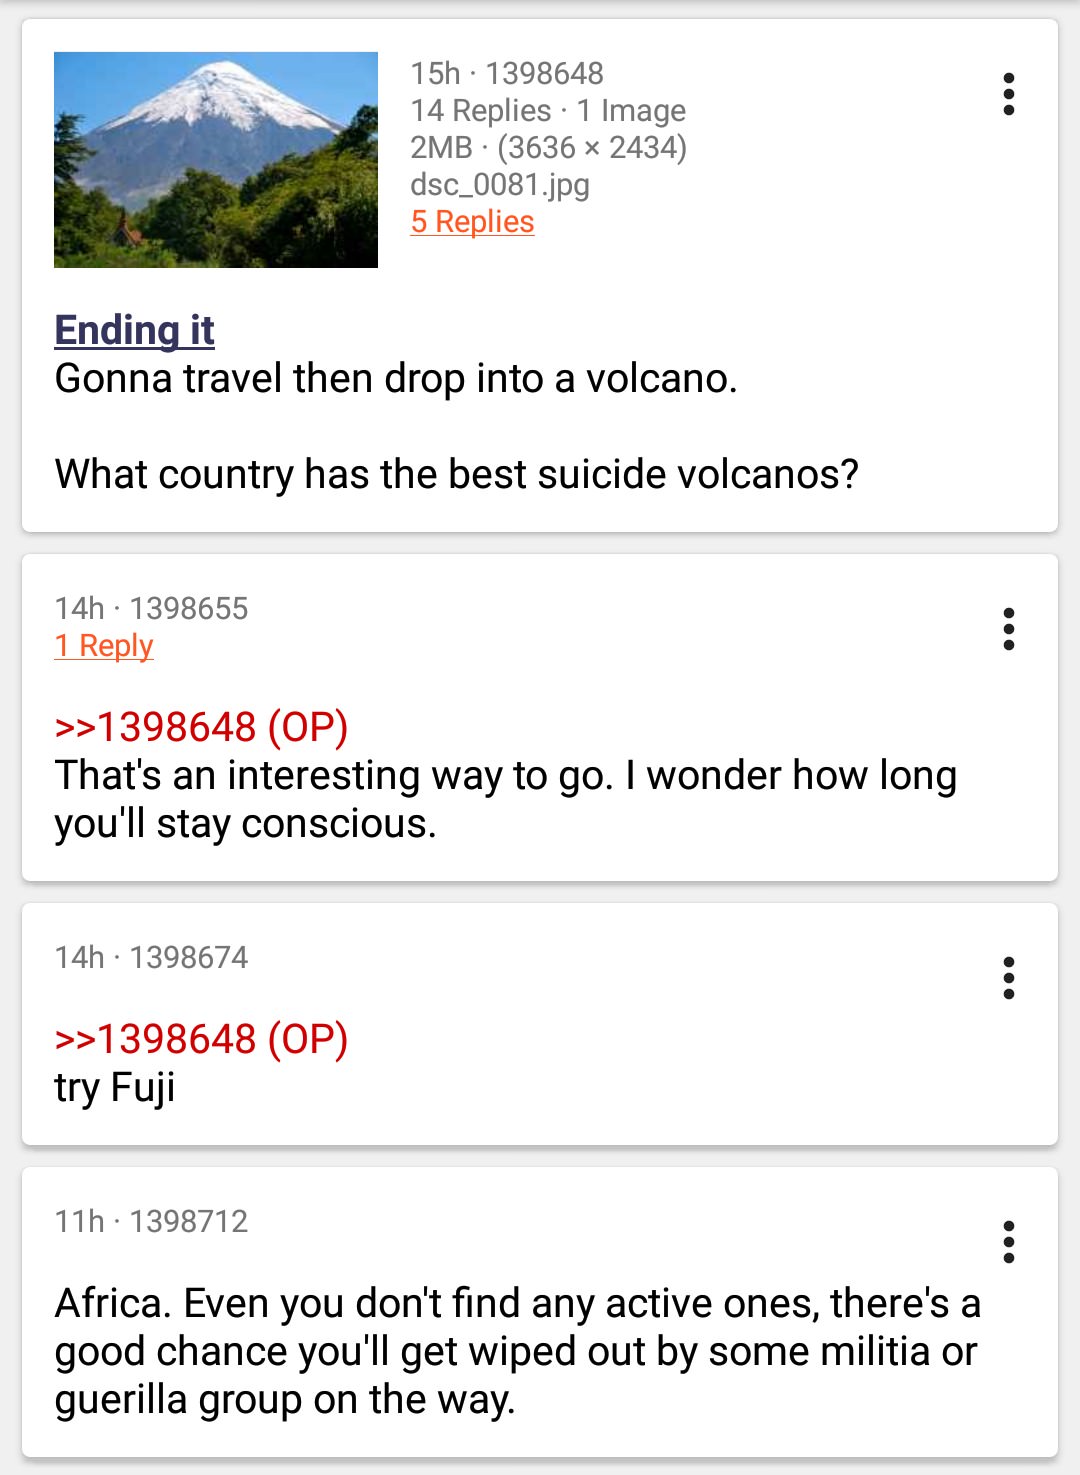 15h · 1398648
14 Replies · 1 Image
2MB · (3636 × 2434)
dsc_0081.jpg
5 Replies
Ending it
Gonna travel then drop into a volcano.
What country has the best suicide volcanos?
14h · 1398655
1 Reply
>>1398648 (OP)
That's an interesting way to go. I wonder how long
you'll stay conscious.
14h · 1398674
>>1398648 (OP)
try Fuji
11h · 1398712
Africa. Even you don't find any active ones, there's a
good chance you'll get wiped out by some militia or
guerilla group on the way.